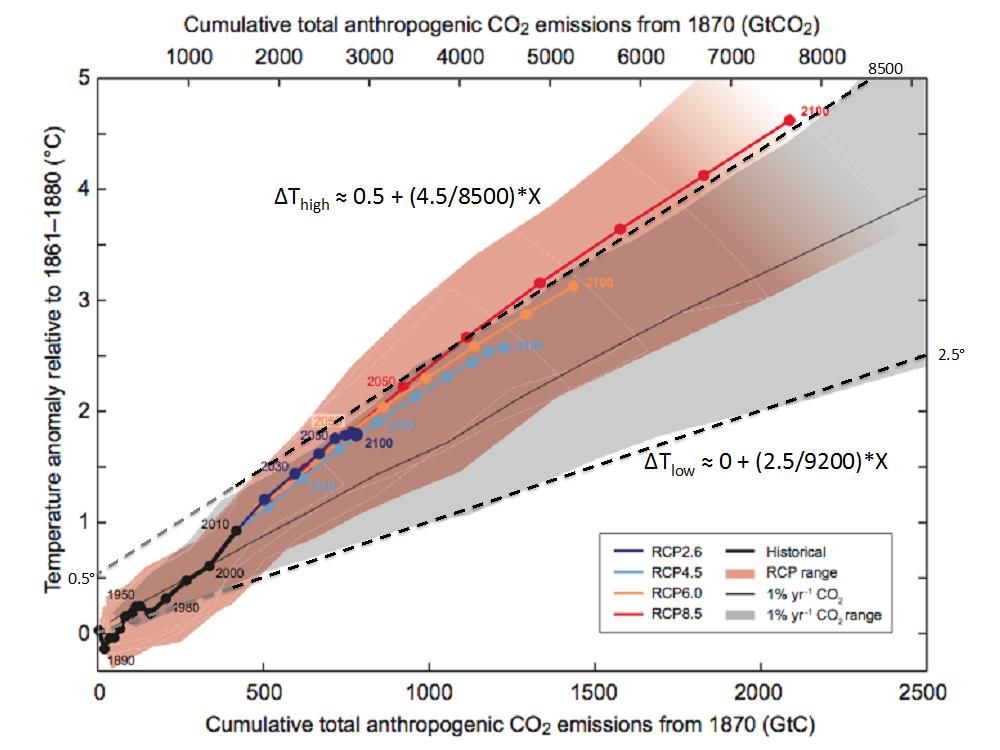 Cumulative total anthropogenic CO2 emissions from 1870 (GtCO2)
1000 2000 3000 4000 5000 6000 7000 8000
8500
5
4
3
2
1
0
0.5°
Temperature anomaly relative to 1861–1880 (°C)
2100
ΔThigh ≈ 0.5 + (4.5/8500)*X
2100
2100
2050
2050
2050
2050
2100
2030
2030
2010
2000
1980
1950
1890
2.5°
ΔTlow ≈ 0 + (2.5/9200)*X
RCP2.6 Historical
RCP4.5 RCP range
RCP6.0 1% yr⁻¹ CO2
RCP8.5 1% yr⁻¹ CO2 range
0 500 1000 1500 2000 2500
Cumulative total anthropogenic CO2 emissions from 1870 (GtC)